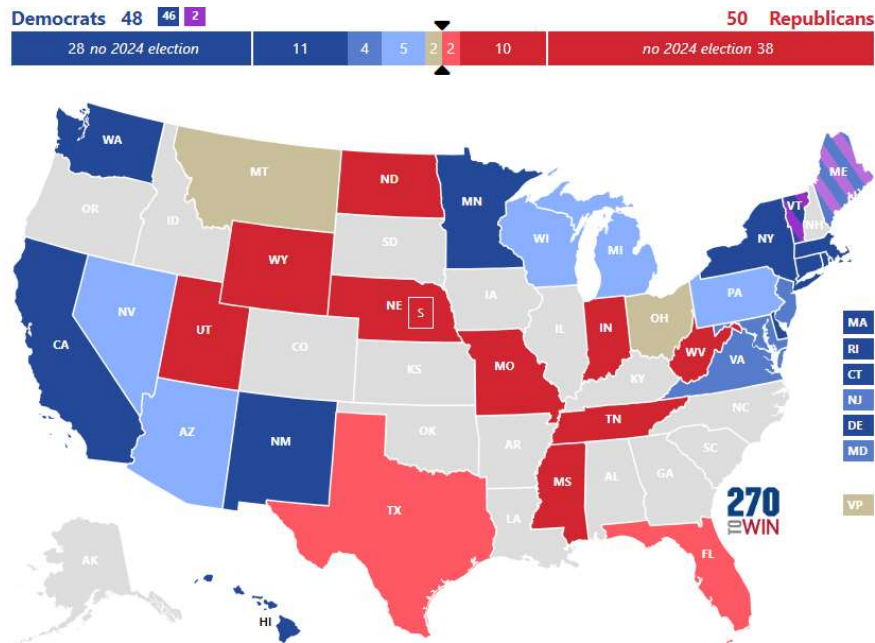 Democrats 48 46 2 50 Republicans
28 no 2024 election 11 4 5 2 2 10 no 2024 election 38
WA
MT
ND
MN
ME
OR
ID
VT
NH
WY
SD
WI
MI
NY
NV
NE
S
IA
PA
CA
UT
CO
IL
IN
OH
MA
KS
MO
WV
VA
RI
KY
CT
AZ
NM
OK
TN
NC
NJ
AR
SC
DE
MS
AL
GA
MD
TX
LA
270
TO
WIN
VP
AK
FL
HI